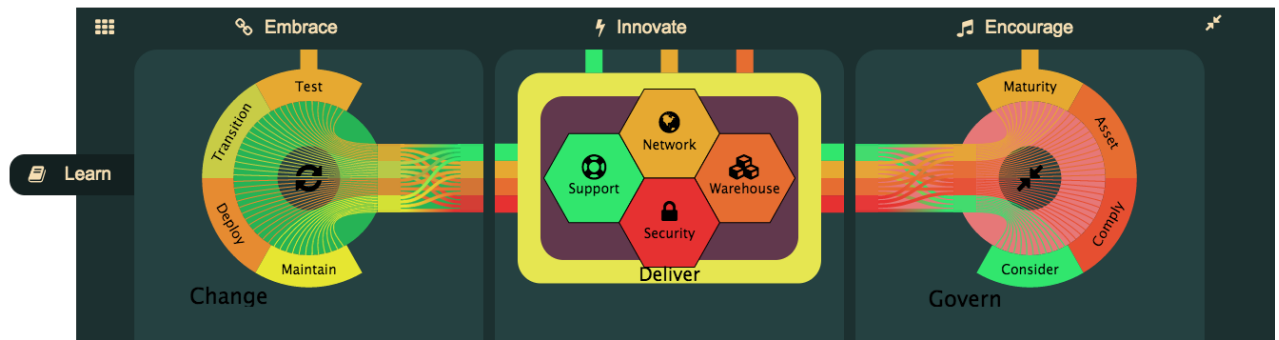 Embrace
Innovate
Encourage
Learn
Test
Transition
Deploy
Maintain
Change
Network
Support
Warehouse
Security
Deliver
Maturity
Asset
Comply
Consider
Govern